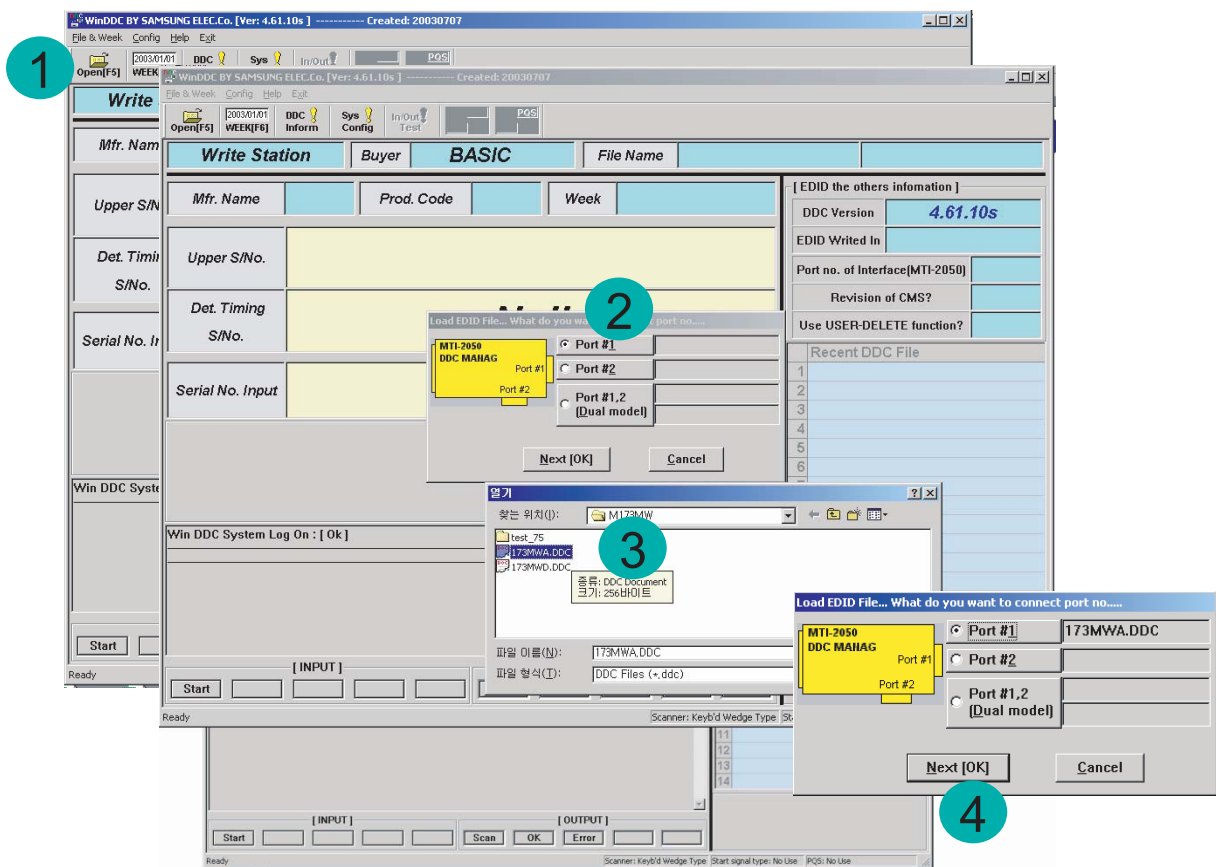 WinDDC BY SAMSUNG ELEC.Co. [Ver: 4.61.10s ] ----------- Created: 20030707
File & Week Config Help Exit
1
Open[F5]
2003/01/01
WEEK
DDC
Sys
In/Out
POS
Write
Mfr. Nam
Upper S/N
Det. Timi
S/No.
Serial No. In
Win DDC Syste
Start
Ready
WinDDC BY SAMSUNG ELEC.Co. [Ver: 4.61.10s ] ----------- Created: 20030707
File & Week Config Help Exit
Open[F5]
2003/01/01
WEEK[F6]
DDC
Inform
Sys
Config
In/Out
Test
POS
Write Station Buyer BASIC File Name
Mfr. Name Prod. Code Week
Upper S/No.
Det. Timing
S/No.
Serial No. Input
[ EDID the others infomation ]
DDC Version 4.61.10s
EDID Writed In
Port no. of Interface(MTI-2050)
Revision of CMS?
Use USER-DELETE function?
Recent DDC File
1
2
3
4
5
6
Win DDC System Log On : [ Ok ]
[ INPUT ]
Start
Ready
Scanner: Keyb'd Wedge Type
2
Load EDID File... What do you wa
port no.....
MTI-2050
DDC MANAG
Port #1
Port #2
Port #1
Port #2
Port #1,2
(Dual model)
Next [OK] Cancel
열기
찾는 위치(I): M173MW
3
test_75
173MWA.DDC
173MWD.DDC
종류: DDC Document
크기: 256바이트
파일 이름(N): 173MWA.DDC
파일 형식(T): DDC Files (*.ddc)
Load EDID File... What do you want to connect port no.....
MTI-2050
DDC MANAG
Port #1
Port #2
Port #1 173MWA.DDC
Port #2
Port #1,2
(Dual model)
Next [OK] Cancel
4
11
12
13
14
[ INPUT ] [ OUTPUT ]
Start Scan OK Error
Ready Scanner: Keyb'd Wedge Type Start signal type: No Use PQS: No Use